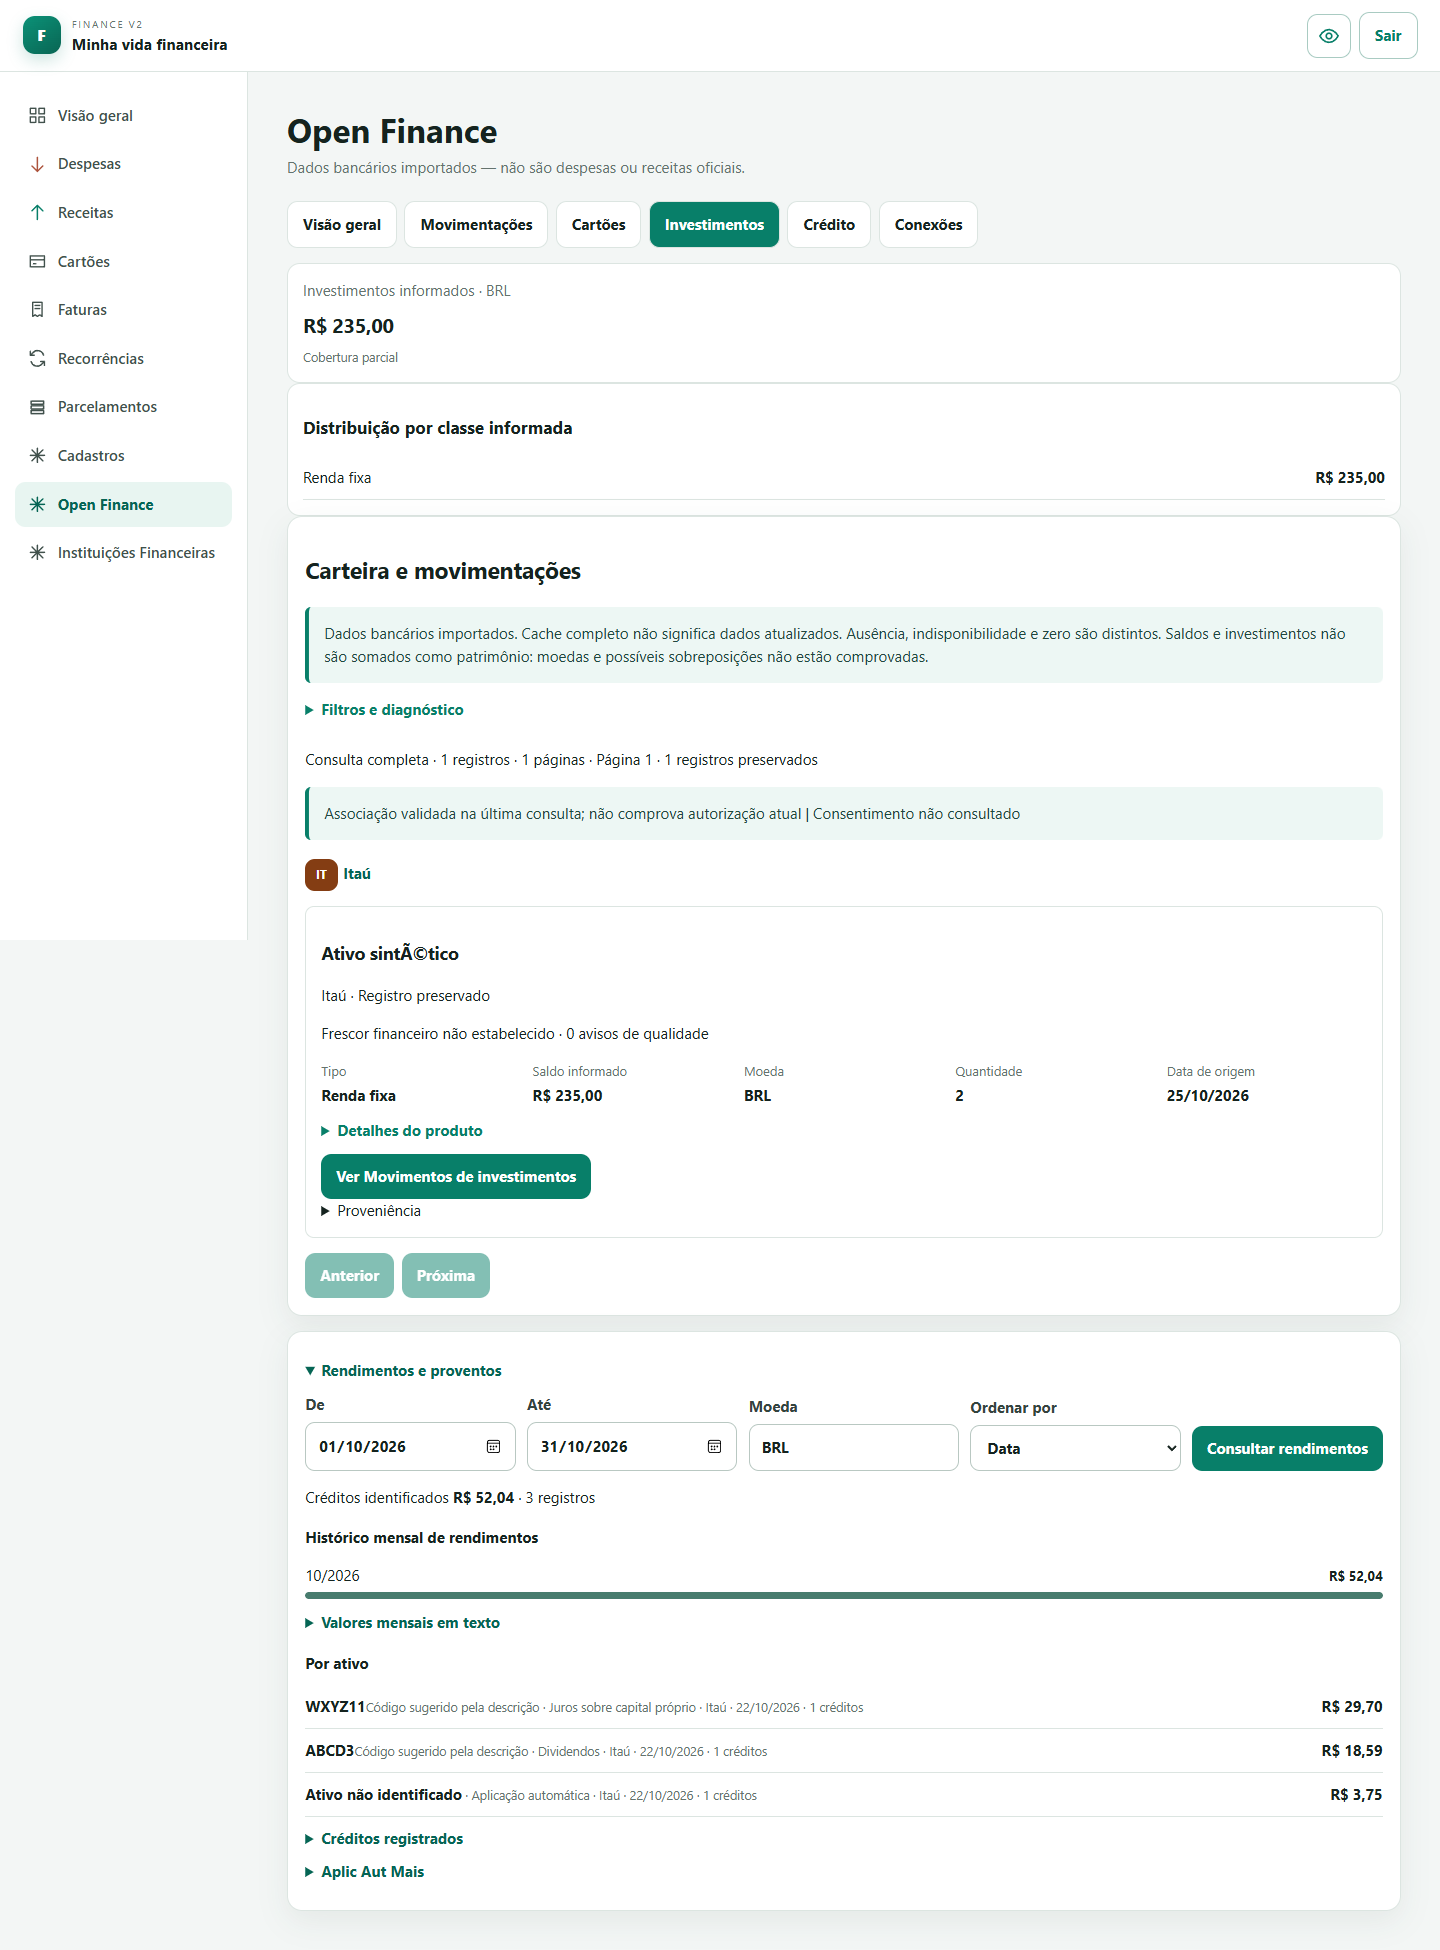 F
FINANCE V2
Minha vida financeira
Sair
Visão geral
Despesas
Receitas
Cartões
Faturas
Recorrências
Parcelamentos
Cadastros
Open Finance
Instituições Financeiras
Open Finance
Dados bancários importados — não são despesas ou receitas oficiais.
Visão geral
Movimentações
Cartões
Investimentos
Crédito
Conexões
Investimentos informados · BRL
R$ 235,00
Cobertura parcial
Distribuição por classe informada
Renda fixa R$ 235,00
Carteira e movimentações
Dados bancários importados. Cache completo não significa dados atualizados. Ausência, indisponibilidade e zero são distintos. Saldos e investimentos não
são somados como patrimônio: moedas e possíveis sobreposições não estão comprovadas.
Filtros e diagnóstico
Consulta completa · 1 registros · 1 páginas · Página 1 · 1 registros preservados
Associação validada na última consulta; não comprova autorização atual | Consentimento não consultado
IT Itaú
Ativo sintÃ©tico
Itaú · Registro preservado
Frescor financeiro não estabelecido · 0 avisos de qualidade
Tipo Saldo informado Moeda Quantidade Data de origem
Renda fixa R$ 235,00 BRL 2 25/10/2026
Detalhes do produto
Ver Movimentos de investimentos
Proveniência
Anterior Próxima
Rendimentos e proventos
De Até Moeda Ordenar por
01/10/2026 31/10/2026 BRL Data Consultar rendimentos
Créditos identificados R$ 52,04 · 3 registros
Histórico mensal de rendimentos
10/2026 R$ 52,04
Valores mensais em texto
Por ativo
WXYZ11Código sugerido pela descrição · Juros sobre capital próprio · Itaú · 22/10/2026 · 1 créditos R$ 29,70
ABCD3Código sugerido pela descrição · Dividendos · Itaú · 22/10/2026 · 1 créditos R$ 18,59
Ativo não identificado · Aplicação automática · Itaú · 22/10/2026 · 1 créditos R$ 3,75
Créditos registrados
Aplic Aut Mais